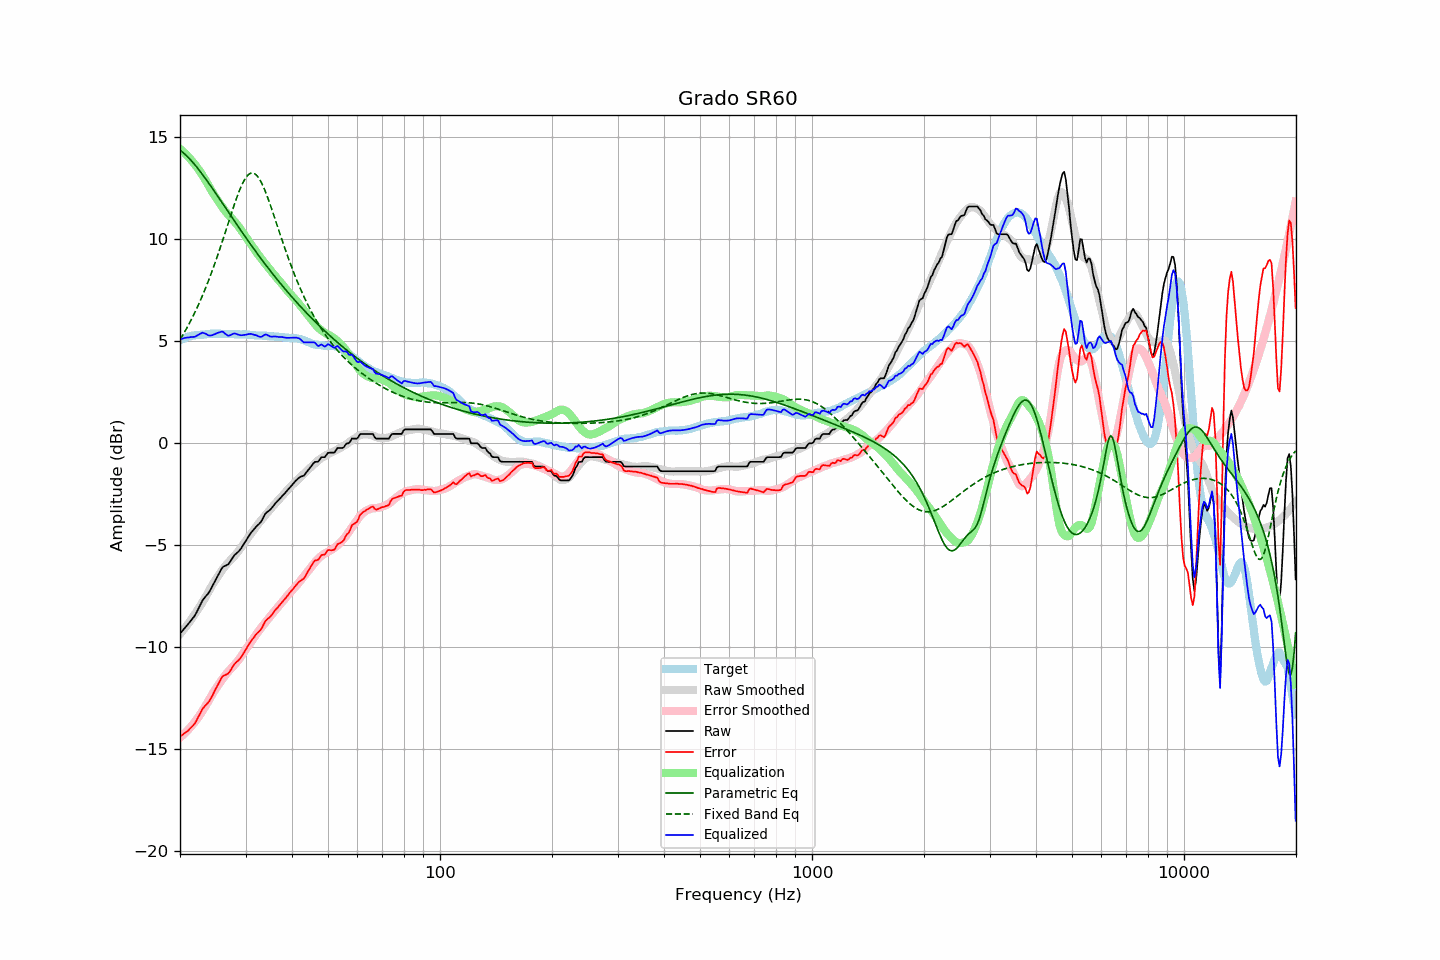 Grado SR60
Amplitude (dBr)
15
10
5
0
−5
−10
−15
−20
Target
Raw Smoothed
Error Smoothed
Raw
Error
Equalization
Parametric Eq
Fixed Band Eq
Equalized
100
1000
10000
Frequency (Hz)